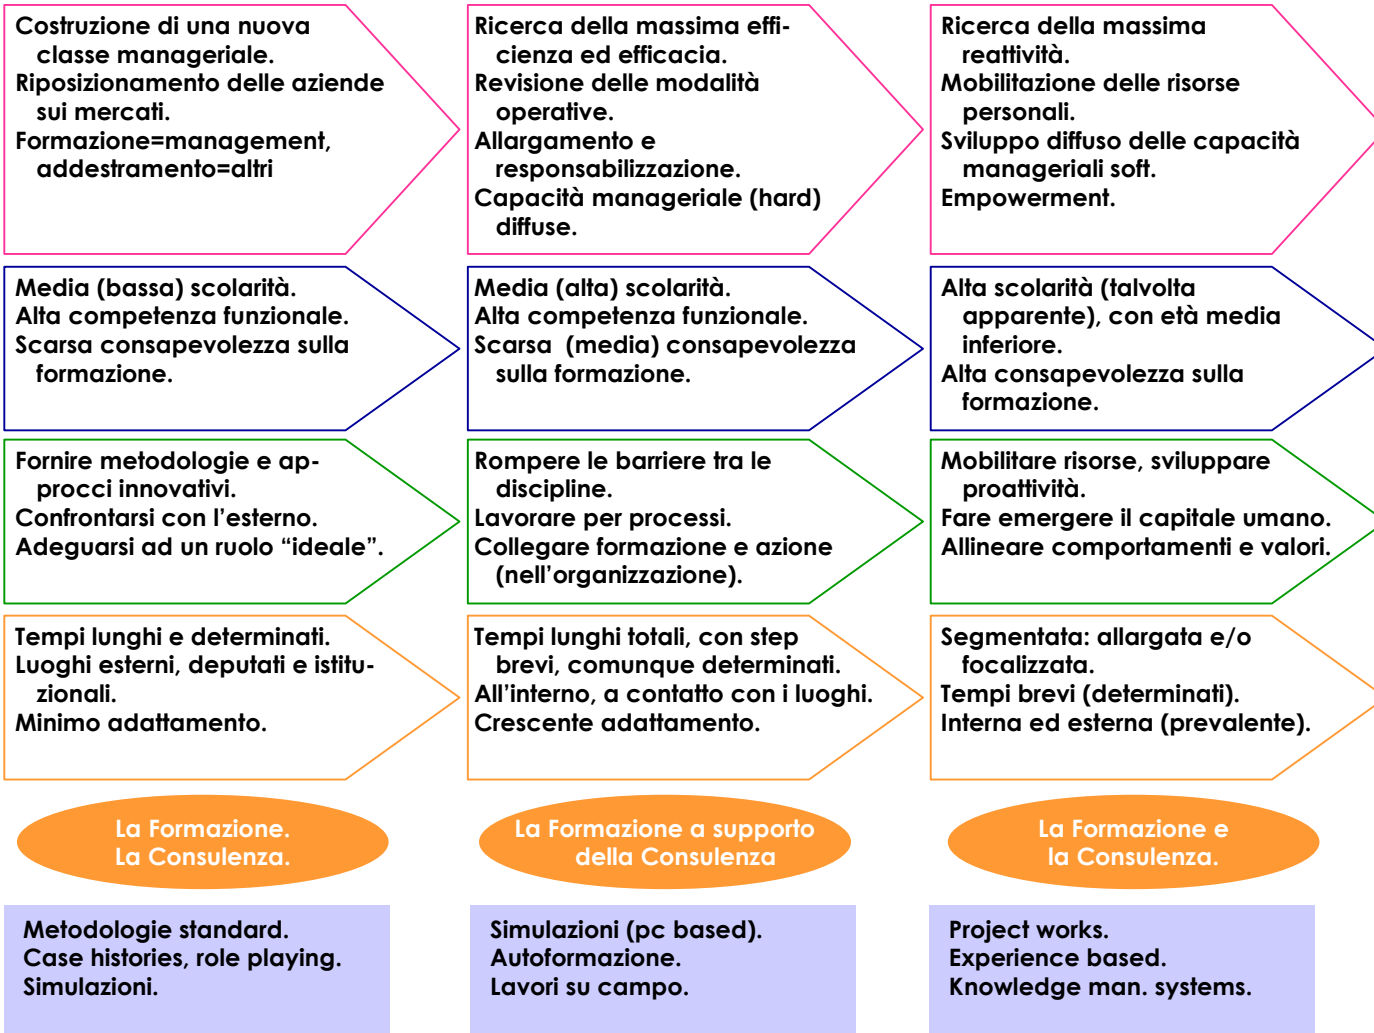 Costruzione di una nuova
classe manageriale.
Riposizionamento delle aziende
sui mercati.
Formazione=management,
addestramento=altri
Ricerca della massima effi-
cienza ed efficacia.
Revisione delle modalità
operative.
Allargamento e
responsabilizzazione.
Capacità manageriale (hard)
diffuse.
Ricerca della massima
reattività.
Mobilitazione delle risorse
personali.
Sviluppo diffuso delle capacità
manageriali soft.
Empowerment.
Media (bassa) scolarità.
Alta competenza funzionale.
Scarsa consapevolezza sulla
formazione.
Media (alta) scolarità.
Alta competenza funzionale.
Scarsa (media) consapevolezza
sulla formazione.
Alta scolarità (talvolta
apparente), con età media
inferiore.
Alta consapevolezza sulla
formazione.
Fornire metodologie e ap-
procci innovativi.
Confrontarsi con l’esterno.
Adeguarsi ad un ruolo “ideale”.
Rompere le barriere tra le
discipline.
Lavorare per processi.
Collegare formazione e azione
(nell’organizzazione).
Mobilitare risorse, sviluppare
proattività.
Fare emergere il capitale umano.
Allineare comportamenti e valori.
Tempi lunghi e determinati.
Luoghi esterni, deputati e istitu-
zionali.
Minimo adattamento.
Tempi lunghi totali, con step
brevi, comunque determinati.
All’interno, a contatto con i luoghi.
Crescente adattamento.
Segmentata: allargata e/o
focalizzata.
Tempi brevi (determinati).
Interna ed esterna (prevalente).
La Formazione.
La Consulenza.
La Formazione a supporto
della Consulenza
La Formazione e
la Consulenza.
Metodologie standard.
Case histories, role playing.
Simulazioni.
Simulazioni (pc based).
Autoformazione.
Lavori su campo.
Project works.
Experience based.
Knowledge man. systems.